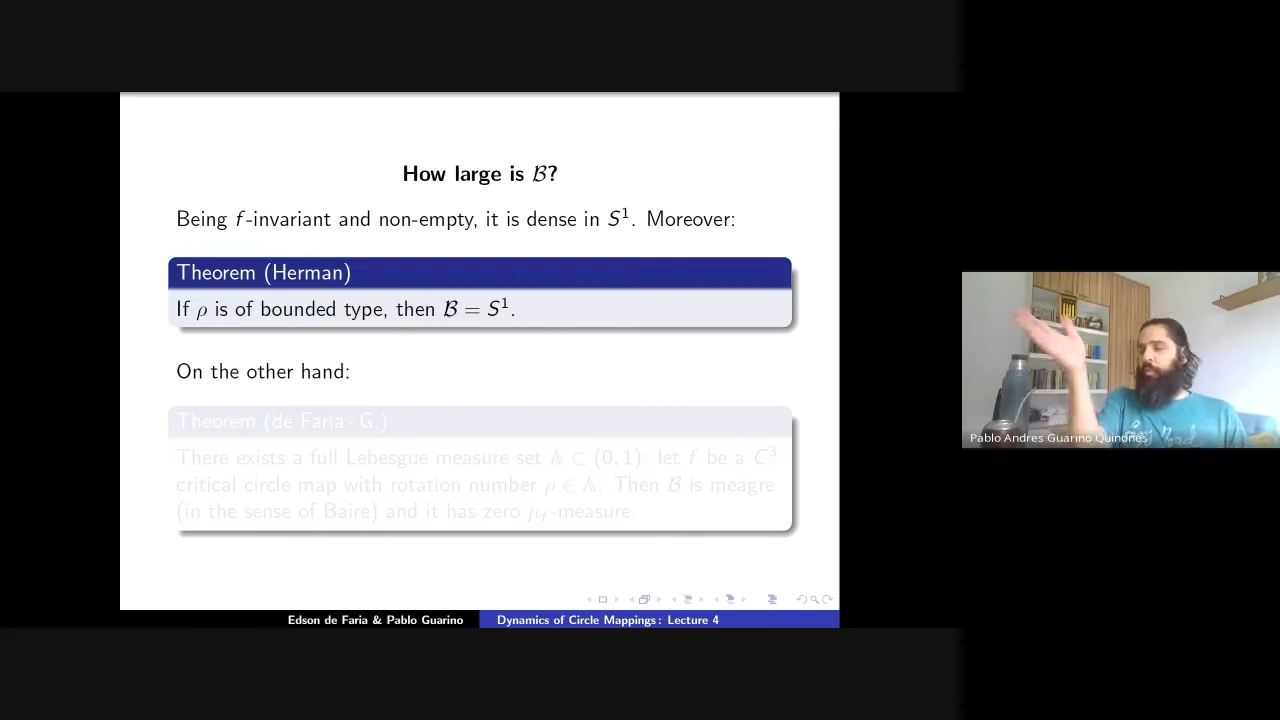 How large is ℬ?
Being f-invariant and non-empty, it is dense in S¹. Moreover:
Theorem (Herman)
If ρ is of bounded type, then ℬ = S¹.
On the other hand:
Theorem (de Faria - G.)
There exists a full Lebesgue measure set 𝔸 ⊂ (0, 1): let f be a C³
critical circle map with rotation number ρ ∈ 𝔸. Then ℬ is meagre
(in the sense of Baire) and it has zero μ_f-measure.
Edson de Faria & Pablo Guarino
Dynamics of Circle Mappings: Lecture 4
Pablo Andres Guarino Quinones